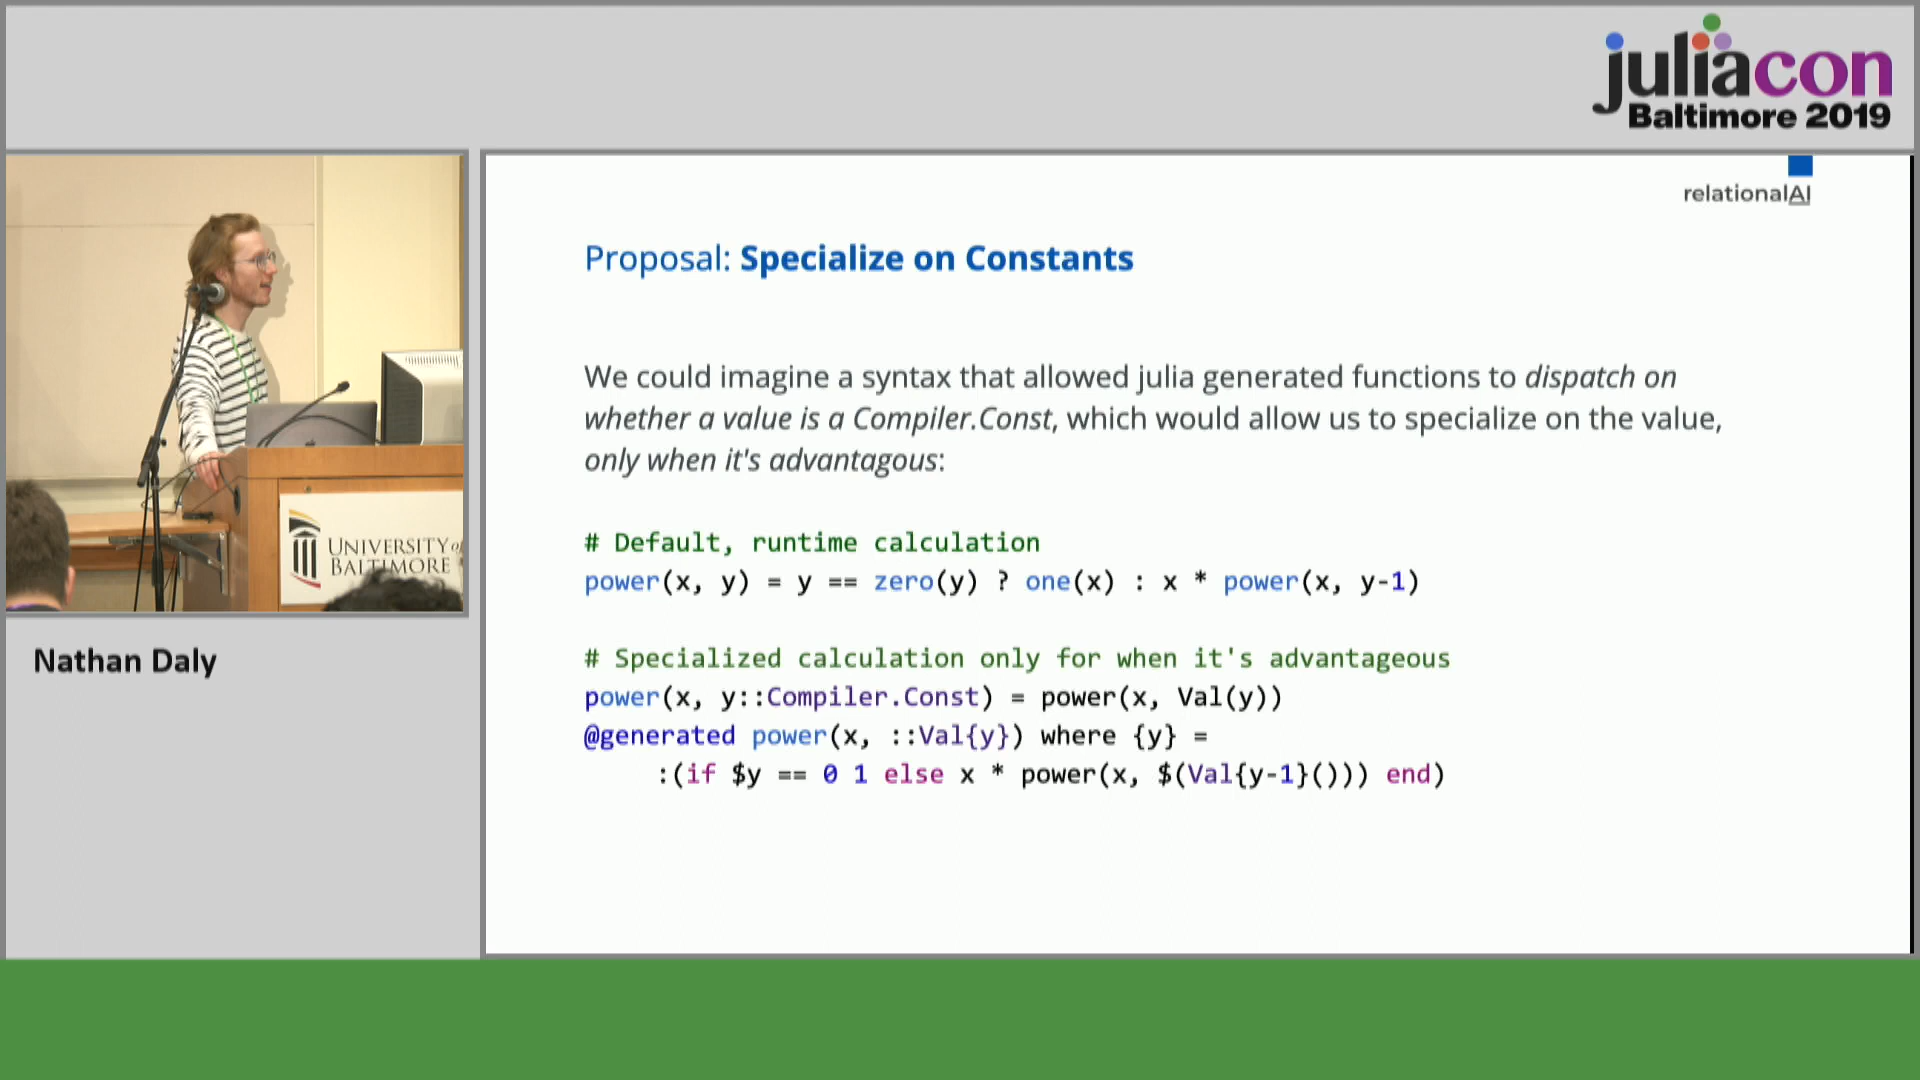 juliacon
Baltimore 2019
relationalAI
Proposal: Specialize on Constants
We could imagine a syntax that allowed julia generated functions to dispatch on
whether a value is a Compiler.Const, which would allow us to specialize on the value,
only when it's advantagous:
# Default, runtime calculation
power(x, y) = y == zero(y) ? one(x) : x * power(x, y-1)
# Specialized calculation only for when it's advantageous
power(x, y::Compiler.Const) = power(x, Val(y))
@generated power(x, ::Val{y}) where {y} =
:(if $y == 0 1 else x * power(x, $(Val{y-1}())) end)
UNIVERSITY of
BALTIMORE
Nathan Daly